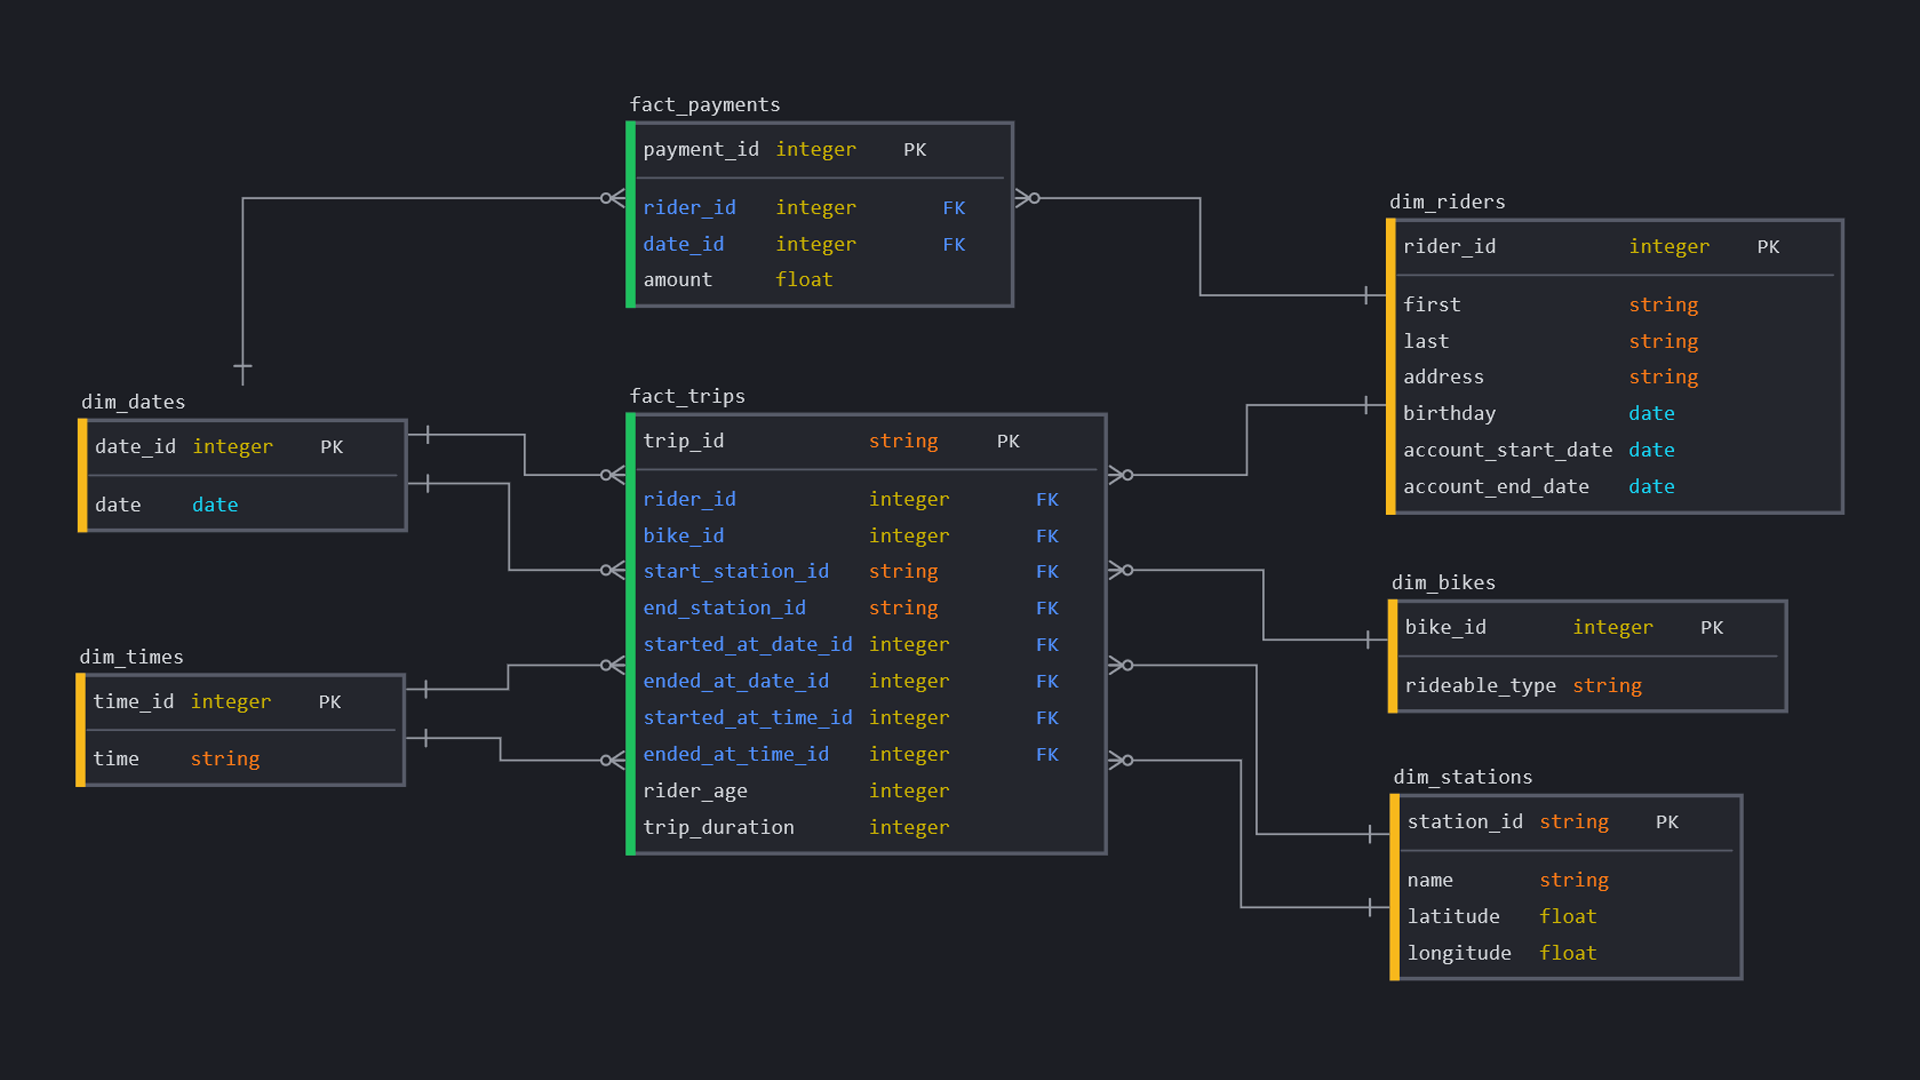 fact_payments
payment_id integer PK
rider_id integer FK
date_id integer FK
amount float
dim_riders
rider_id integer PK
first string
last string
address string
birthday date
account_start_date date
account_end_date date
dim_dates
date_id integer PK
date date
fact_trips
trip_id string PK
rider_id integer FK
bike_id integer FK
start_station_id string FK
end_station_id string FK
started_at_date_id integer FK
ended_at_date_id integer FK
started_at_time_id integer FK
ended_at_time_id integer FK
rider_age integer
trip_duration integer
dim_bikes
bike_id integer PK
rideable_type string
dim_times
time_id integer PK
time string
dim_stations
station_id string PK
name string
latitude float
longitude float